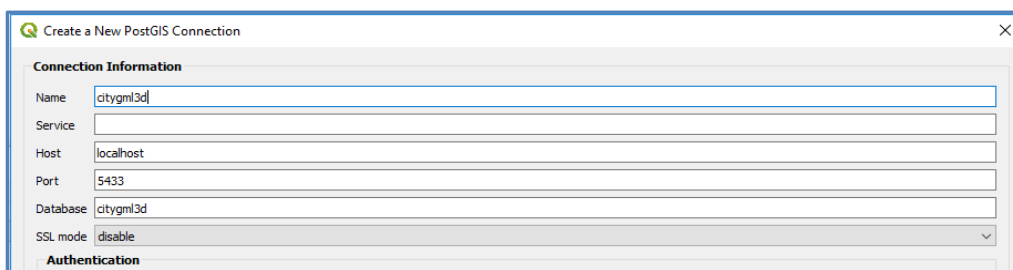 Create a New PostGIS Connection
Connection Information
Name citygml3d
Service
Host localhost
Port 5433
Database citygml3d
SSL mode disable
Authentication